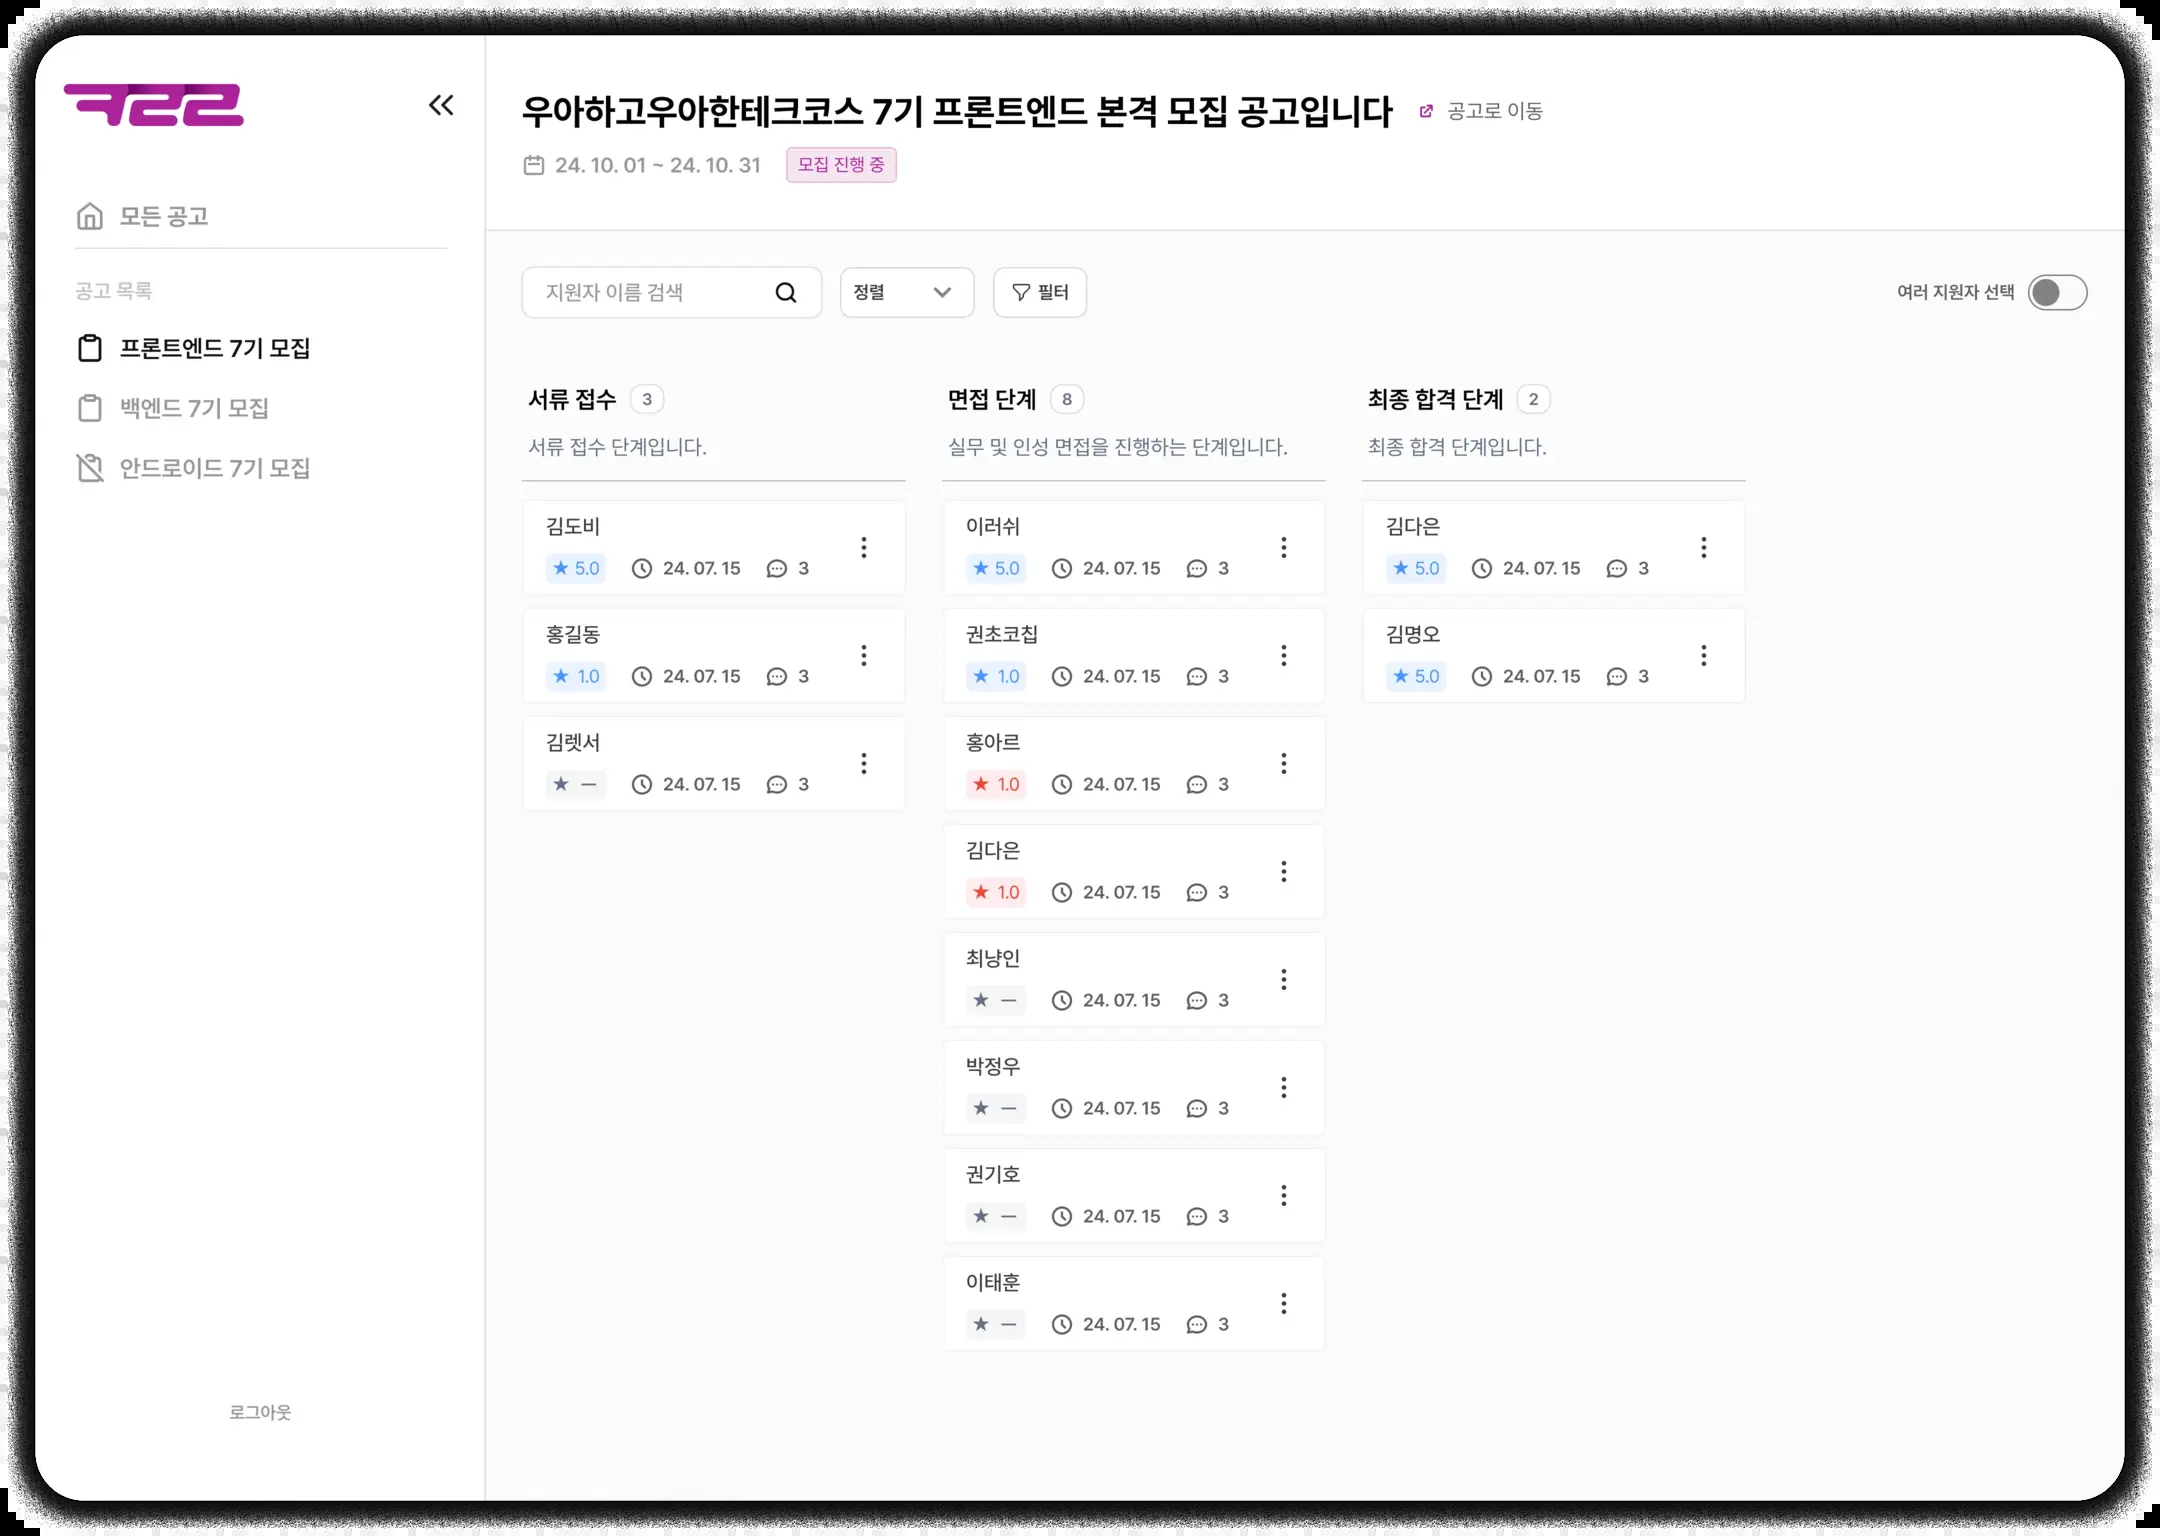 ㅋㄹㄹ
모든 공고
공고 목록
프론트엔드 7기 모집
백엔드 7기 모집
안드로이드 7기 모집
로그아웃
우아하고우아한테크코스 7기 프론트엔드 본격 모집 공고입니다 공고로 이동
24. 10. 01 ~ 24. 10. 31 모집 진행 중
지원자 이름 검색 정렬 필터 여러 지원자 선택
서류 접수 3
서류 접수 단계입니다.
김도비
★ 5.0 24. 07. 15 3
홍길동
★ 1.0 24. 07. 15 3
김렛서
★ – 24. 07. 15 3
면접 단계 8
실무 및 인성 면접을 진행하는 단계입니다.
이러쉬
★ 5.0 24. 07. 15 3
권초코칩
★ 1.0 24. 07. 15 3
홍아르
★ 1.0 24. 07. 15 3
김다은
★ 1.0 24. 07. 15 3
최냥인
★ – 24. 07. 15 3
박정우
★ – 24. 07. 15 3
권기호
★ – 24. 07. 15 3
이태훈
★ – 24. 07. 15 3
최종 합격 단계 2
최종 합격 단계입니다.
김다은
★ 5.0 24. 07. 15 3
김명오
★ 5.0 24. 07. 15 3